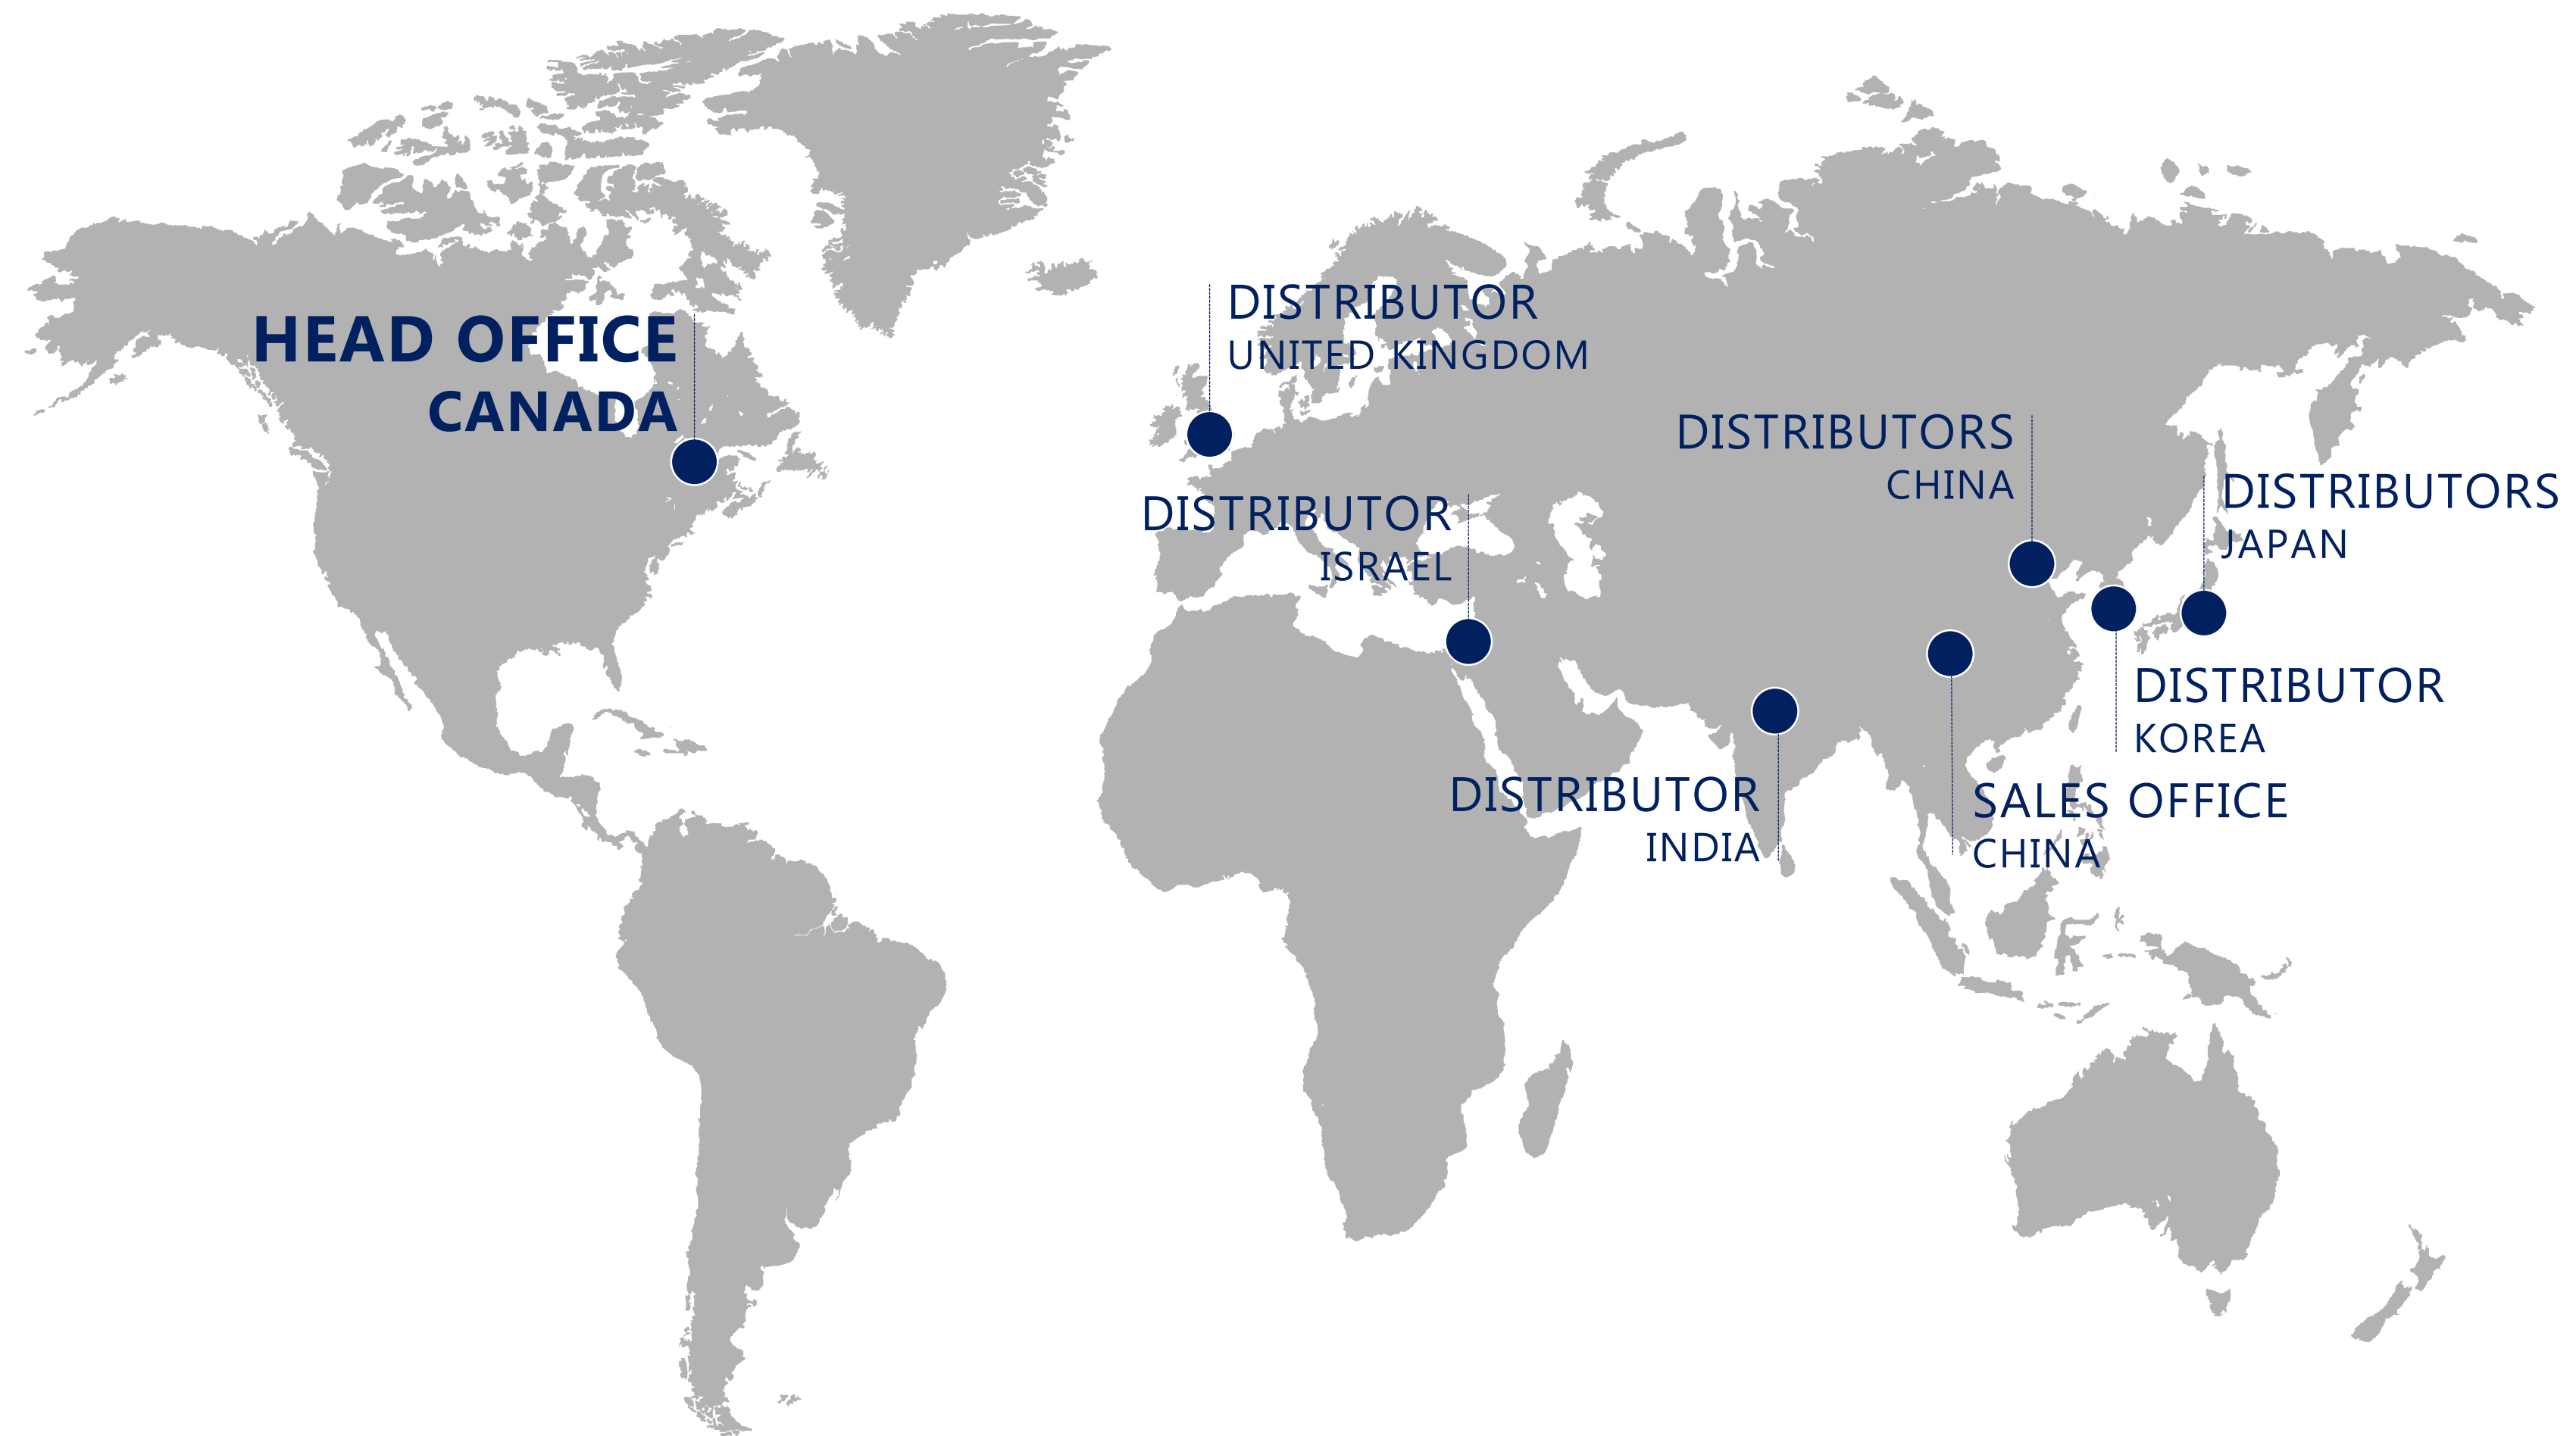 HEAD OFFICE
CANADA
DISTRIBUTOR
UNITED KINGDOM
DISTRIBUTOR
ISRAEL
DISTRIBUTORS
CHINA
DISTRIBUTORS
JAPAN
DISTRIBUTOR
KOREA
DISTRIBUTOR
INDIA
SALES OFFICE
CHINA